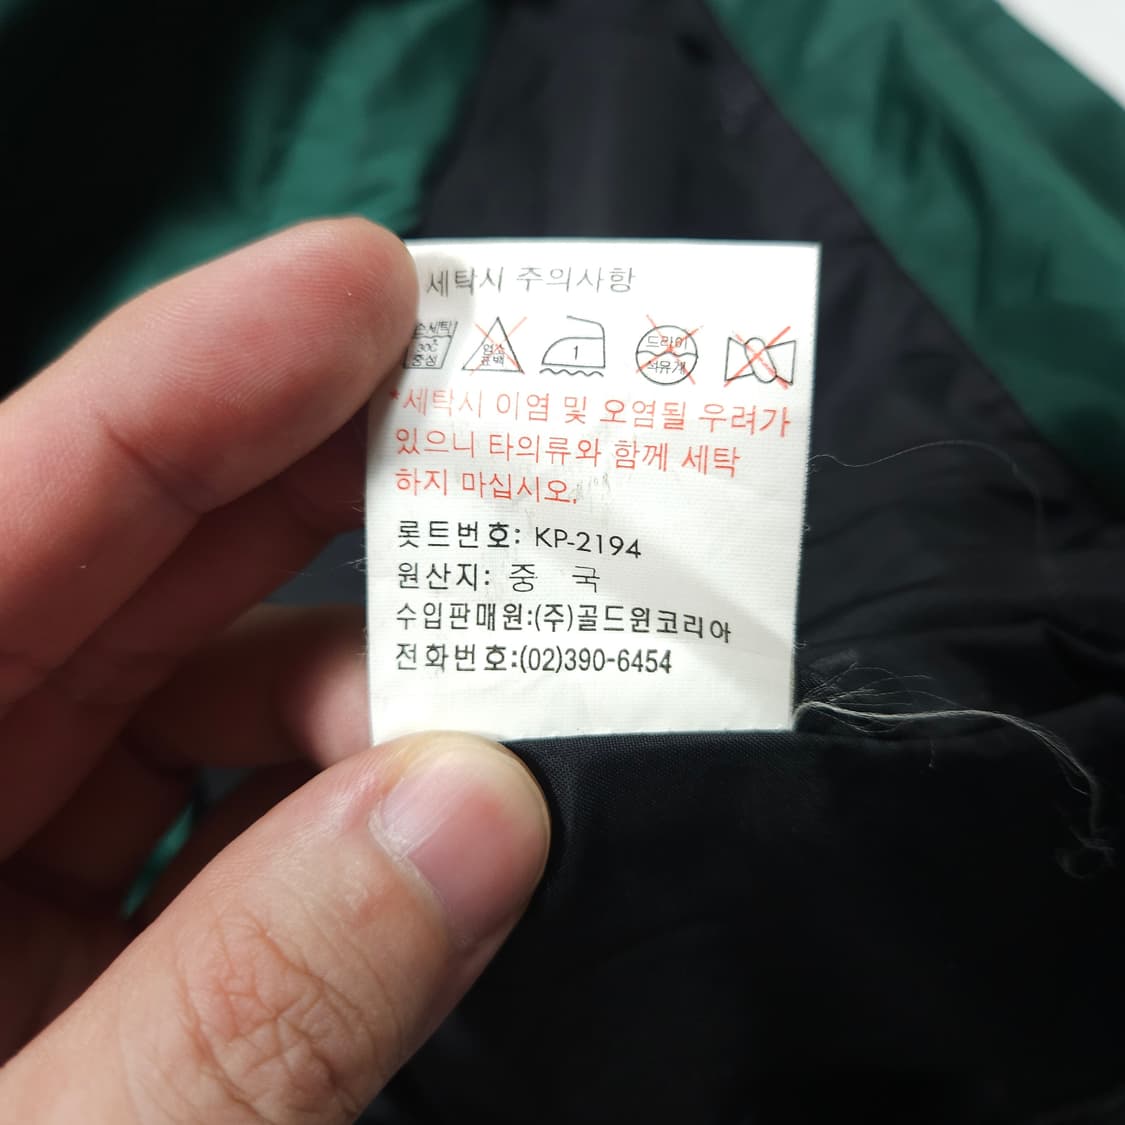 세탁시 주의사항
손세탁
30℃
중성
염소
표백
1
드라이
석유계
*세탁시 이염 및 오염될 우려가
있으니 타의류와 함께 세탁
하지 마십시오.
롯트번호: KP-2194
원산지: 중 국
수입판매원:(주)골드윈코리아
전화번호:(02)390-6454